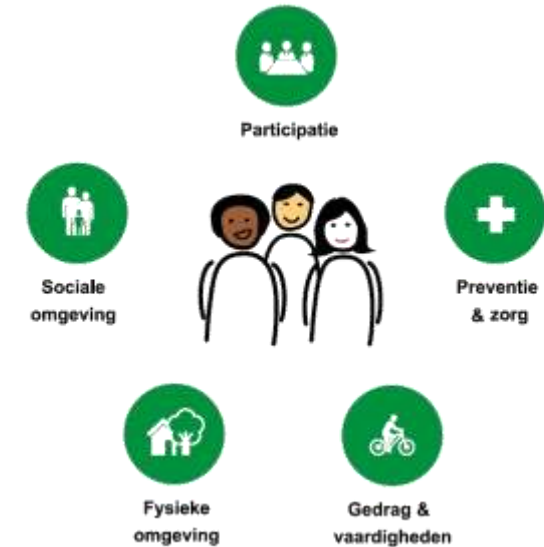 Participatie
Sociale
omgeving
Preventie
& zorg
Fysieke
omgeving
Gedrag &
vaardigheden